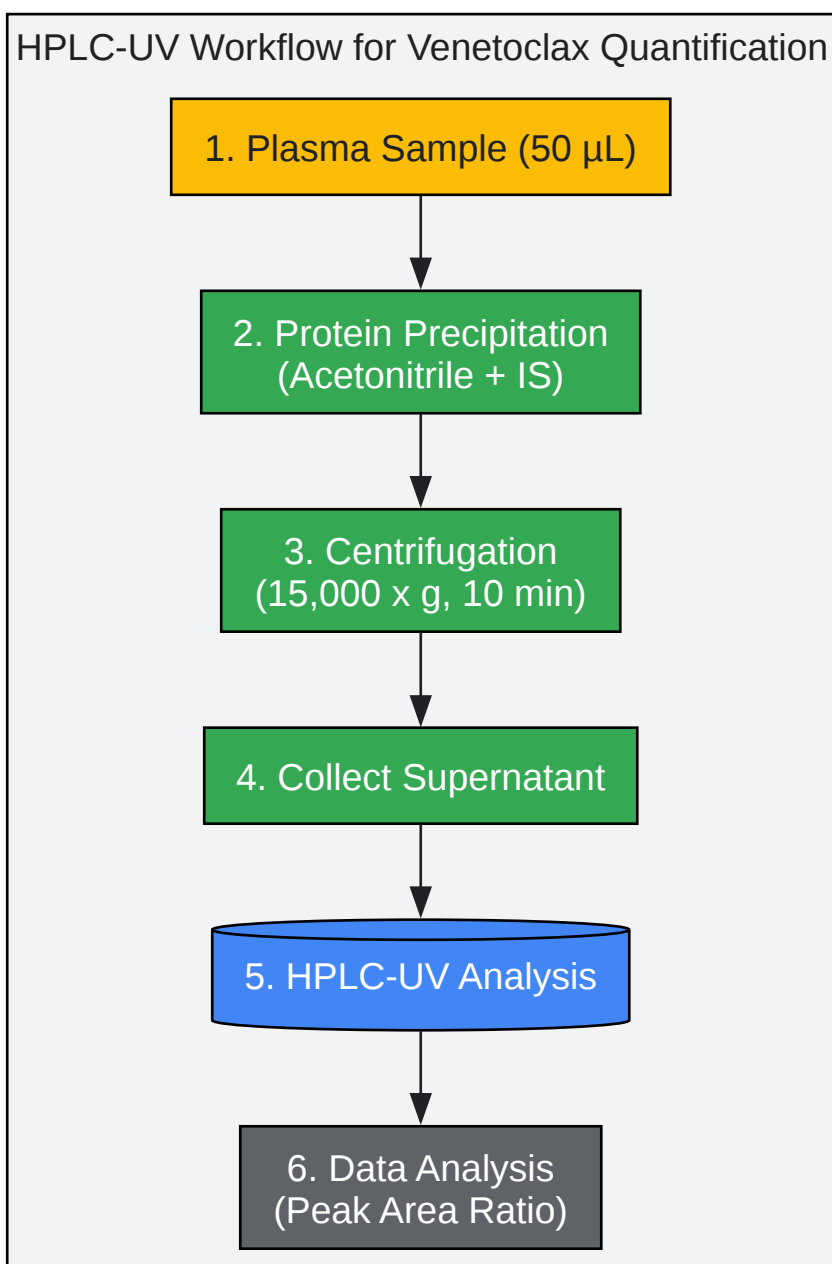 HPLC-UV Workflow for Venetoclax Quantification
1. Plasma Sample (50 µL)
2. Protein Precipitation
(Acetonitrile + IS)
3. Centrifugation
(15,000 x g, 10 min)
4. Collect Supernatant
5. HPLC-UV Analysis
6. Data Analysis
(Peak Area Ratio)